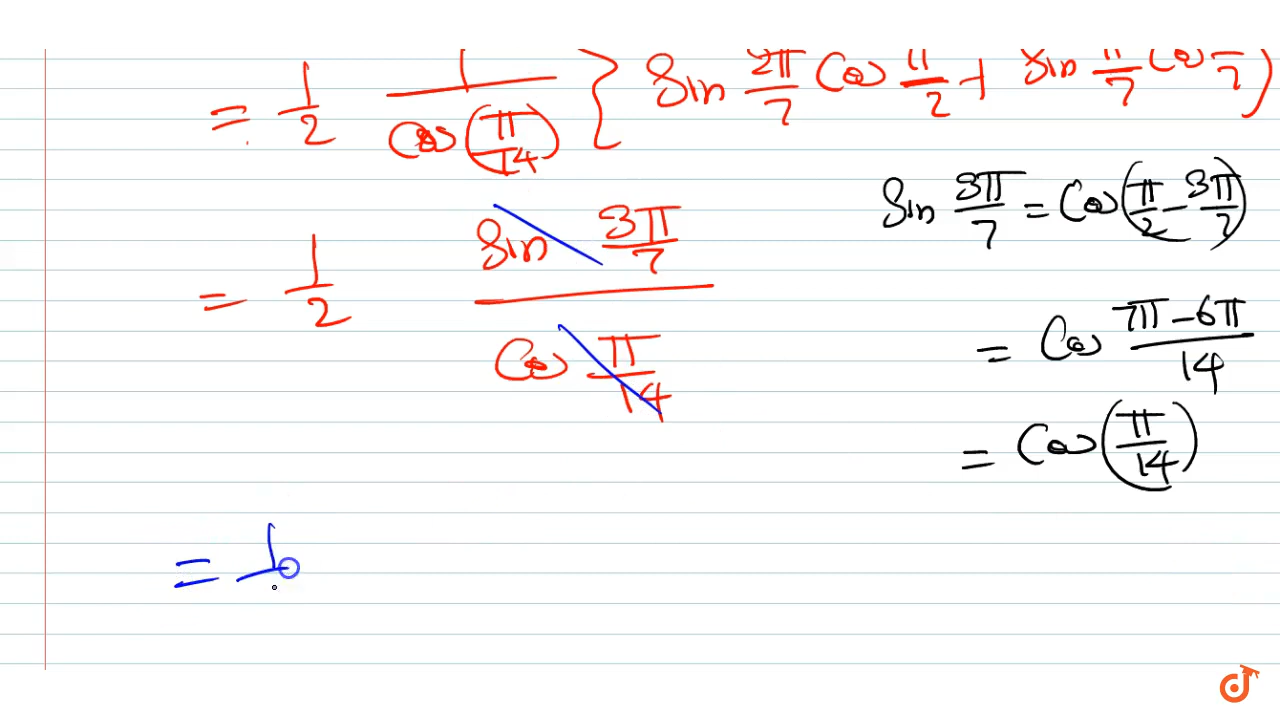 = 1/2 1/Cos(π/14) { Sin 2π/7 Cos π/2 + Sin π/7 Cos π/7 }
Sin 3π/7 = Cos(π/2 - 3π/7)
= 1/2 Sin 3π/7 / Cos π/14
= Cos 7π-6π/14
= Cos(π/14)
= 1